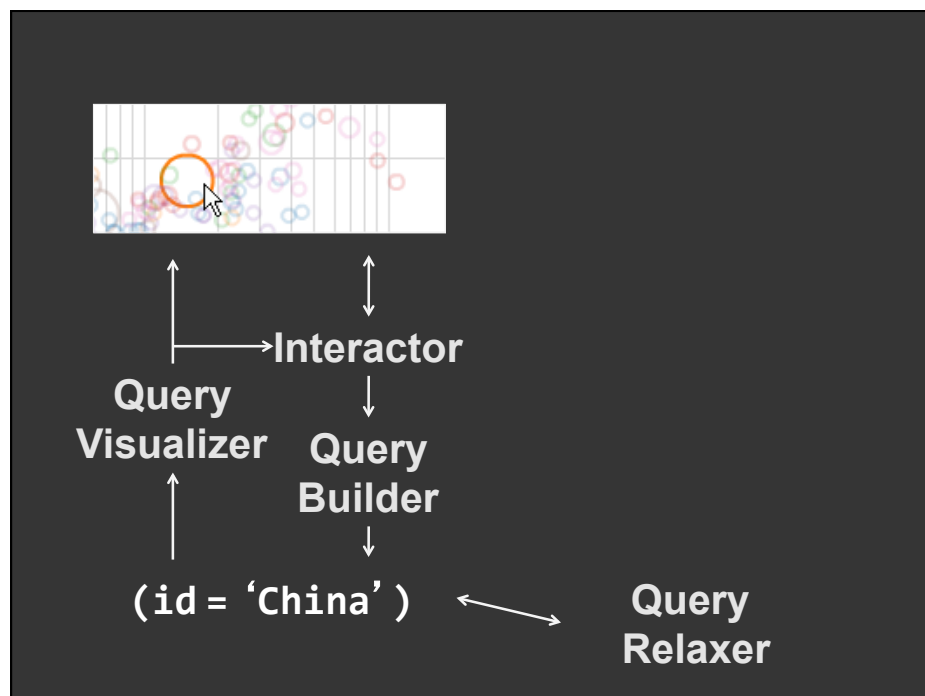 Interactor
Query
Visualizer
Query
Builder
(id = ‘China’)
Query
Relaxer